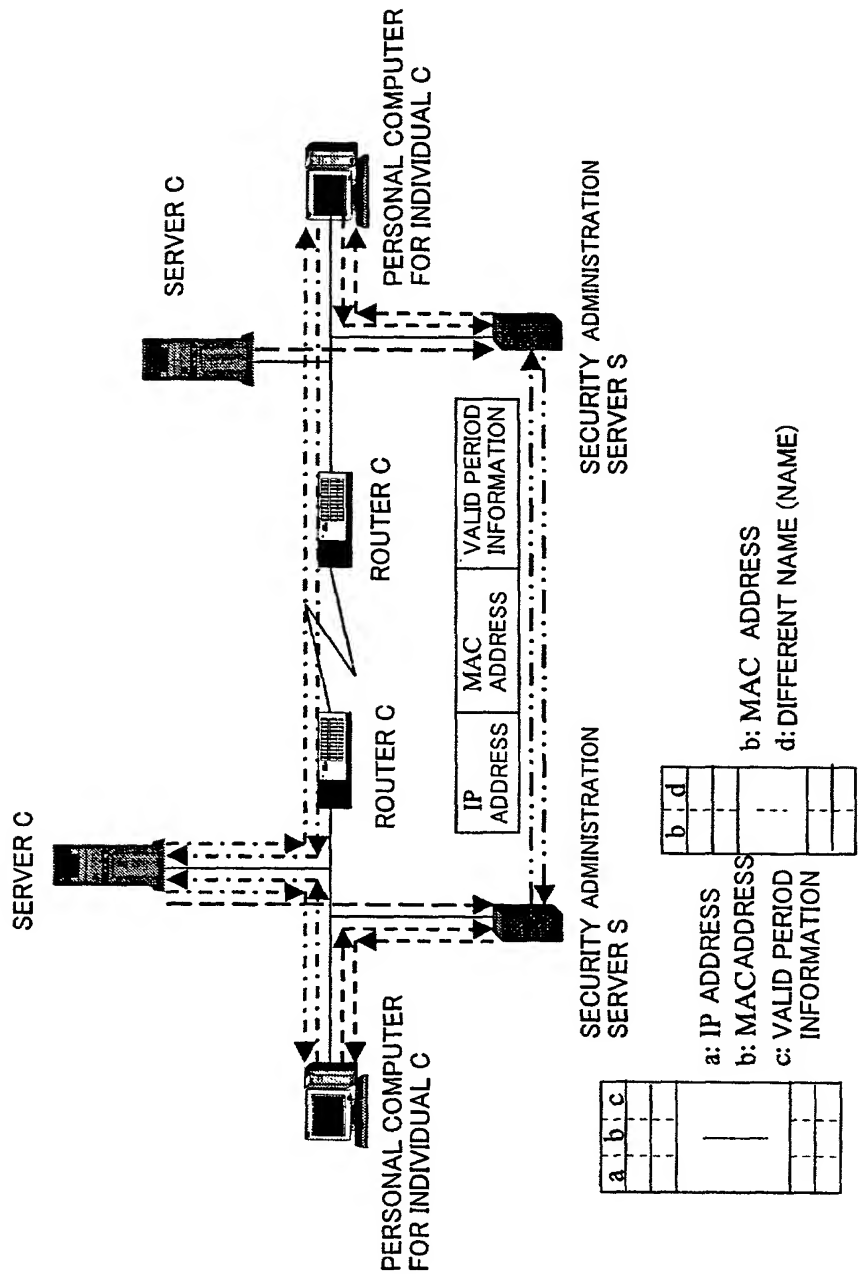 SERVER C
SERVER C
PERSONAL COMPUTER
FOR INDIVIDUAL C
ROUTER C
ROUTER C
PERSONAL COMPUTER
FOR INDIVIDUAL C
IP
ADDRESS
MAC
ADDRESS
VALID PERIOD
INFORMATION
SECURITY ADMINISTRATION
SERVER S
SECURITY ADMINISTRATION
SERVER S
a b c
a: IP ADDRESS
b: MACADDRESS
c: VALID PERIOD
INFORMATION
b d
b: MAC ADDRESS
d: DIFFERENT NAME (NAME)